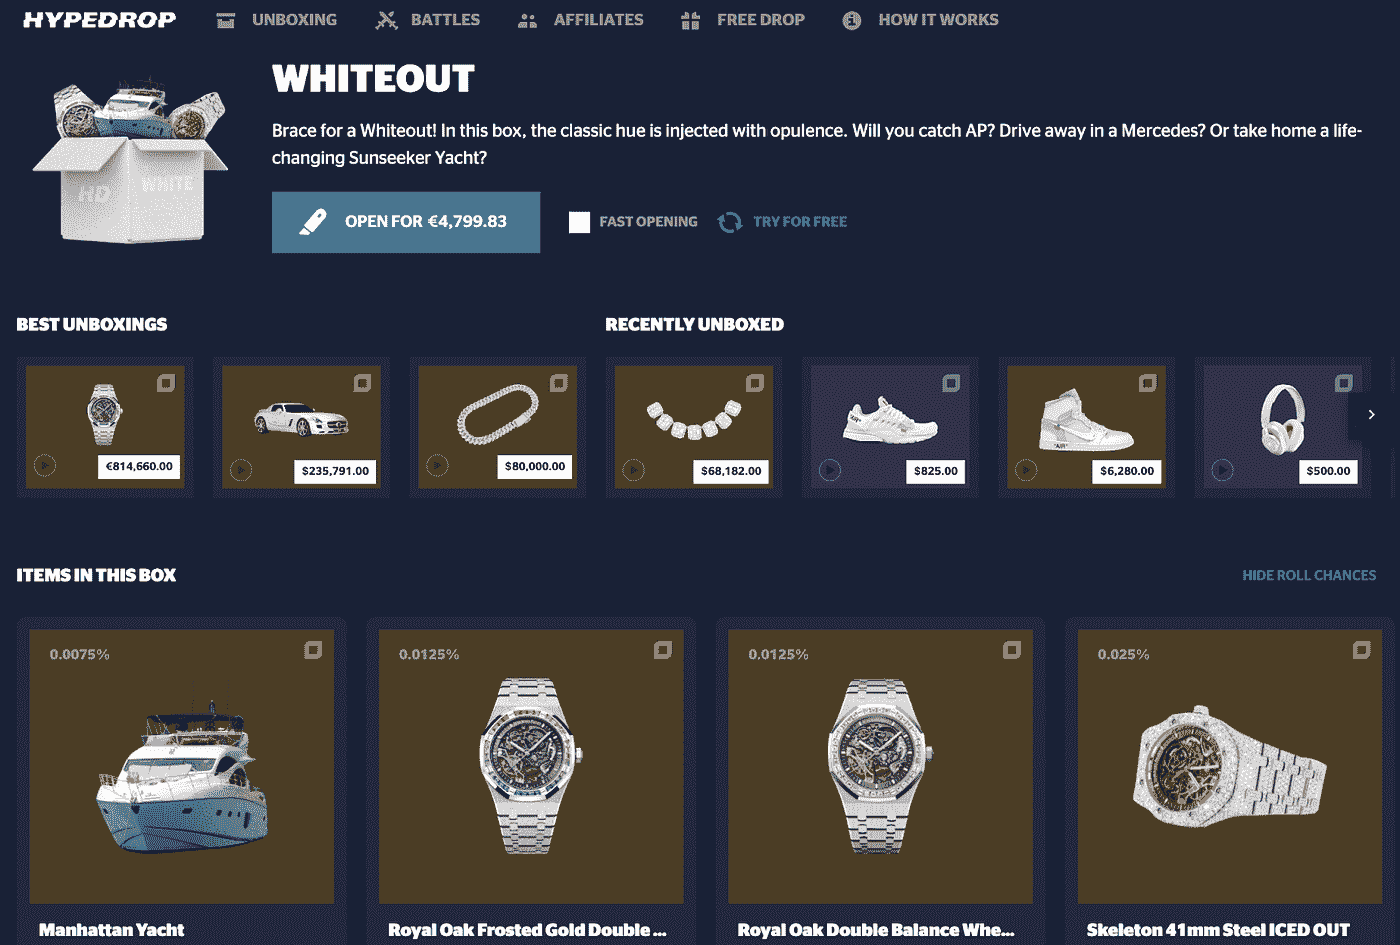 HYPEDROP
UNBOXING
BATTLES
AFFILIATES
FREE DROP
HOW IT WORKS
HD
WHITE
WHITEOUT
Brace for a Whiteout! In this box, the classic hue is injected with opulence. Will you catch AP? Drive away in a Mercedes? Or take home a life-
changing Sunseeker Yacht?
OPEN FOR €4,799.83
FAST OPENING
TRY FOR FREE
BEST UNBOXINGS
€814,660.00
$235,791.00
$80,000.00
RECENTLY UNBOXED
$68,182.00
$825.00
"AIR"
$6,280.00
$500.00
ITEMS IN THIS BOX
HIDE ROLL CHANCES
0.0075%
0.0125%
0.0125%
0.025%
Manhattan Yacht
Royal Oak Frosted Gold Double ...
Royal Oak Double Balance Whe...
Skeleton 41mm Steel ICED OUT